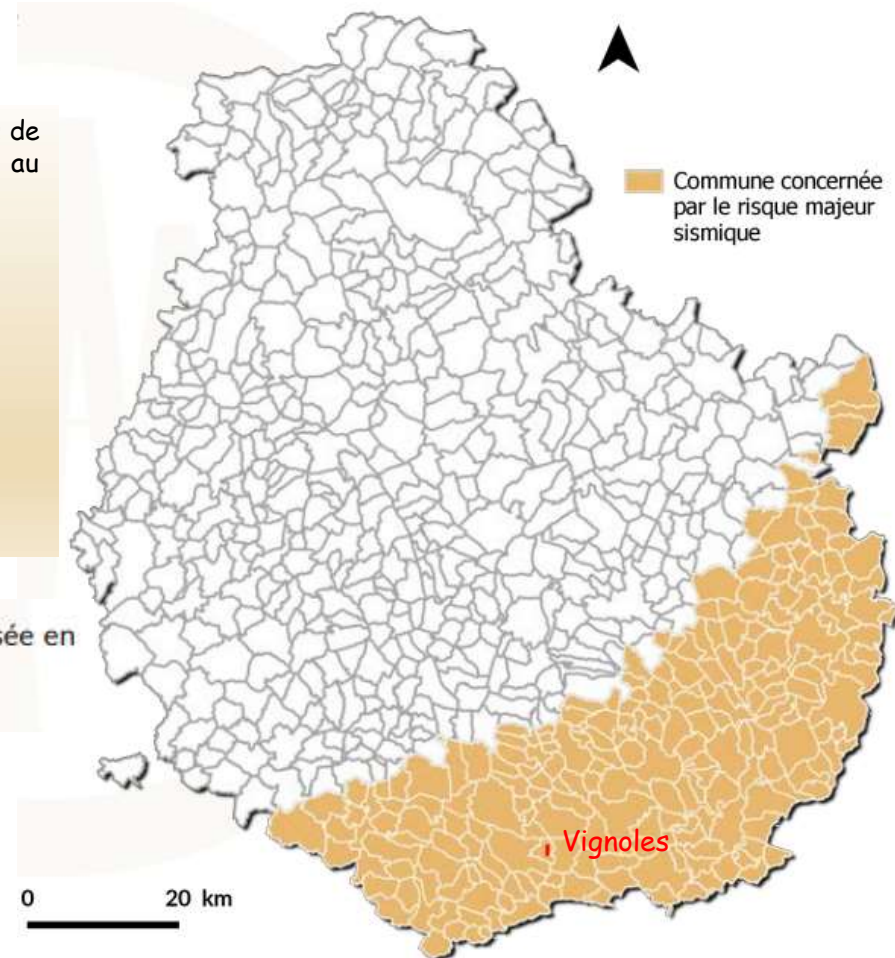 de
au
Commune concernée
par le risque majeur
sismique
sée en
Vignoles
0 20 km